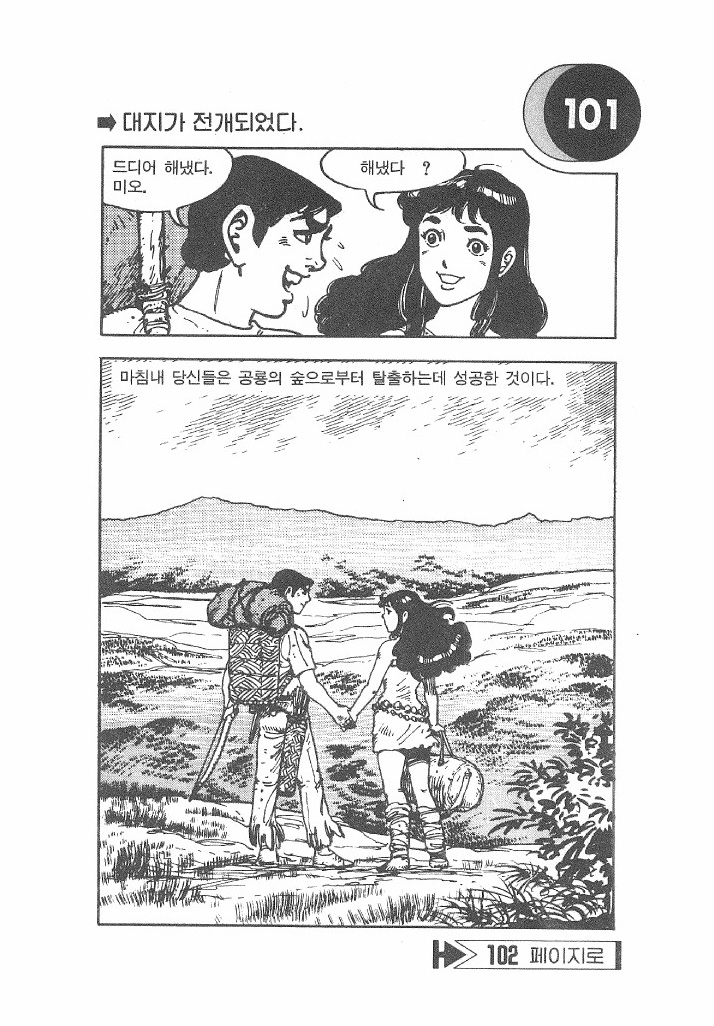 101
➡ 대지가 전개되었다.
드디어 해냈다.
미오.
해냈다 ?
마침내 당신들은 공룡의 숲으로부터 탈출하는데 성공한 것이다.
102 페이지로